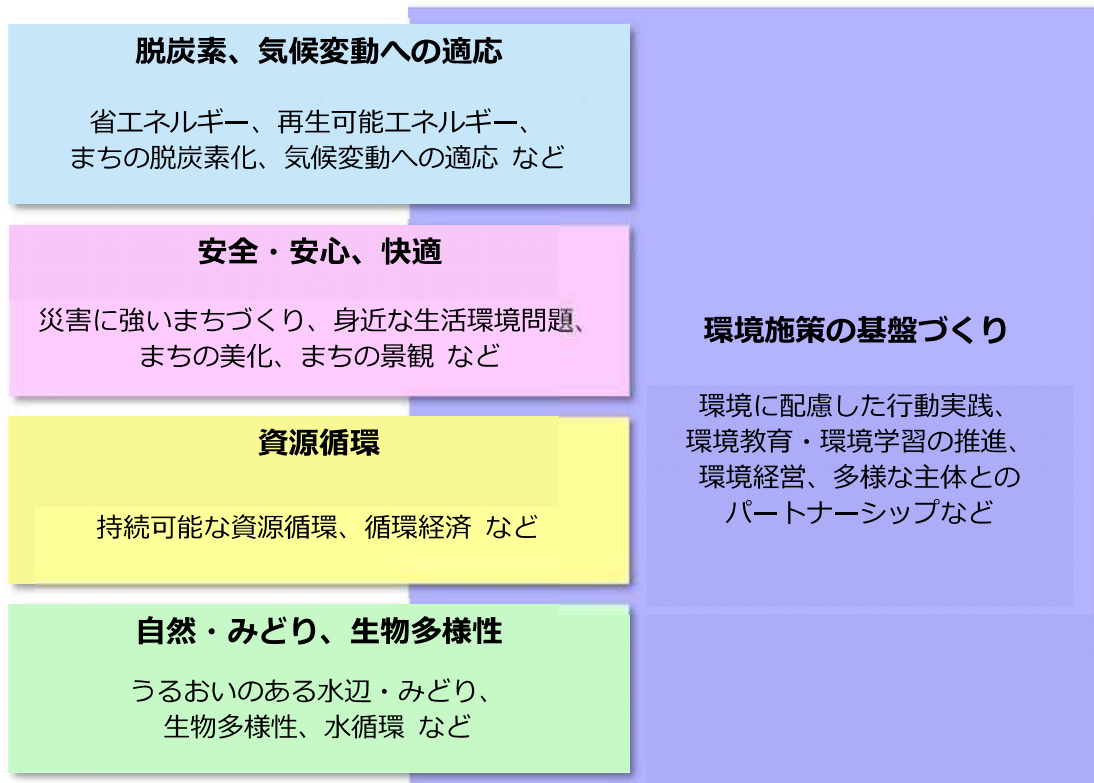 脱炭素、気候変動への適応
省エネルギー、再生可能エネルギー、
まちの脱炭素化、気候変動への適応 など
安全・安心、快適
災害に強いまちづくり、身近な生活環境問題、
まちの美化、まちの景観 など
資源循環
持続可能な資源循環、循環経済 など
自然・みどり、生物多様性
うるおいのある水辺・みどり、
生物多様性、水循環 など
環境施策の基盤づくり
環境に配慮した行動実践、
環境教育・環境学習の推進、
環境経営、多様な主体との
パートナーシップなど